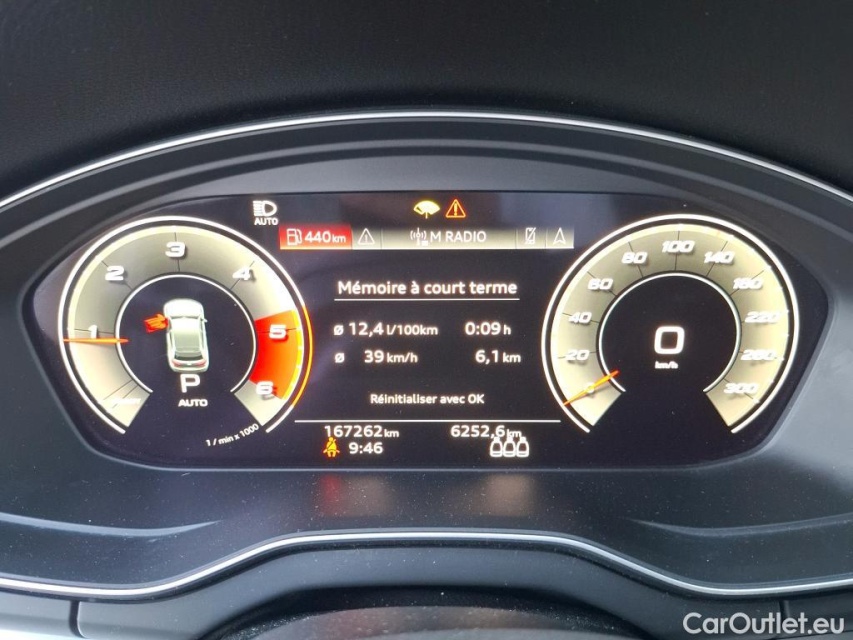 AUTO
440km
M RADIO
1 2 3 4 5 6
P
AUTO
1 / min x 1000
Mémoire à court terme
ø 12,4 l/100km 0:09 h
ø 39 km/h 6,1 km
Réinitialiser avec OK
167262 km 6252,6 km
9:46
0 20 40 60 80 100 140 180 220 260 300
0
km/h
CarOutlet.eu